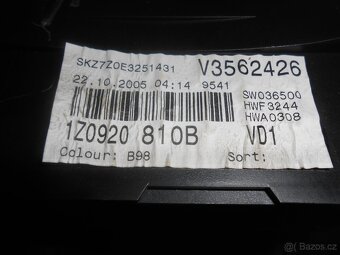 SKZ7Z0E3251431 V3562426
22.10.2005 04:14 9541 SW036500
HWF3244
HWA0308
1Z0920 810B VD1
Colour: B98 Sort:
Bazos.cz